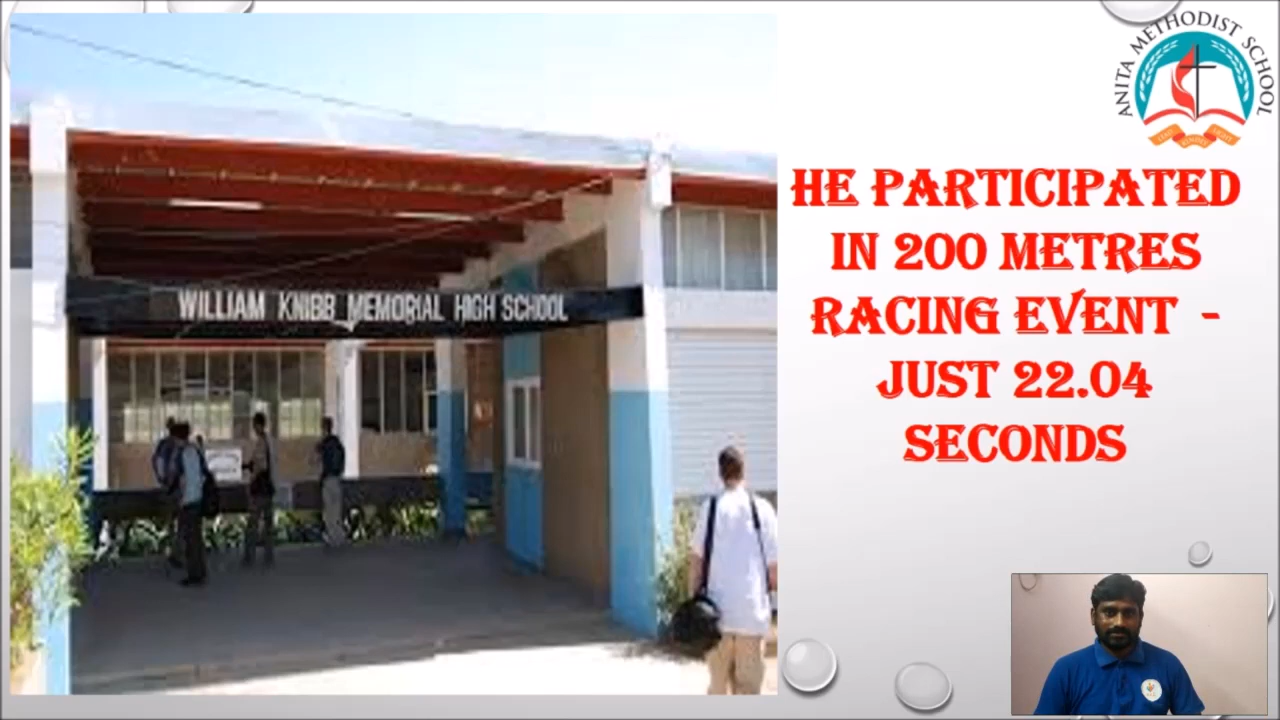 ANITA METHODIST SCHOOL
HE PARTICIPATED
IN 200 METRES
RACING EVENT -
JUST 22.04
SECONDS
WILLIAM KNIBB MEMORIAL HIGH SCHOOL